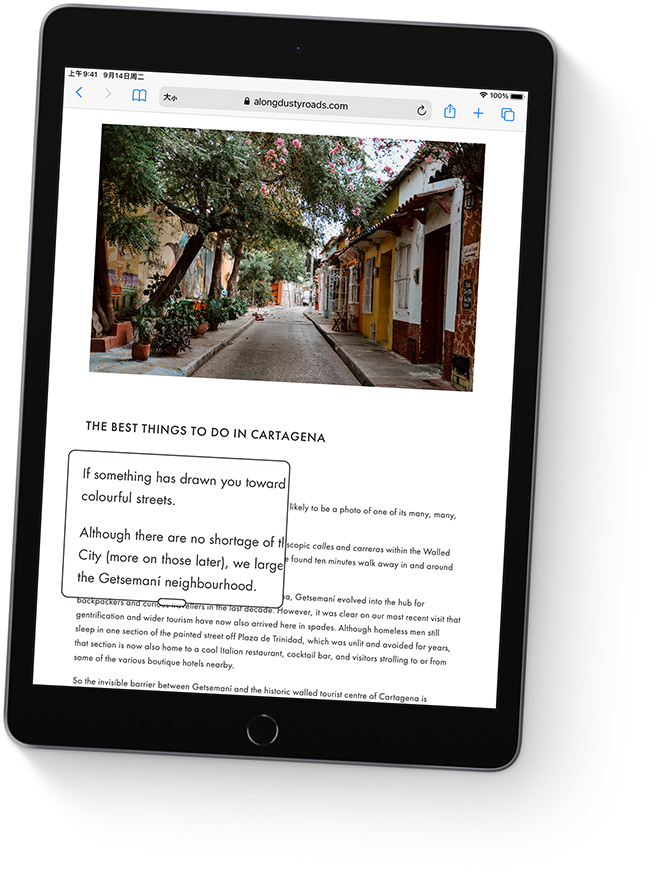 上午9:41 9月14日周二
100%
大小 alongdustyroads.com
THE BEST THINGS TO DO IN CARTAGENA
If something has drawn you toward
colourful streets.
likely to be a photo of one of its many, many,
Although there are no shortage of th
scopic calles and carreras within the Walled
City (more on those later), we large
e found ten minutes walk away in and around
the Getsemaní neighbourhood.
Getsemaní evolved into the hub for
backpackers and curious travellers in the last decade. However, it was clear on our most recent visit that
gentrification and wider tourism have now also arrived here in spades. Although homeless men still
sleep in one section of the painted street off Plaza de Trinidad, which was unlit and avoided for years,
that section is now also home to a cool Italian restaurant, cocktail bar, and visitors strolling to or from
some of the various boutique hotels nearby.
So the invisible barrier between Getsemaní and the historic walled tourist centre of Cartagena is